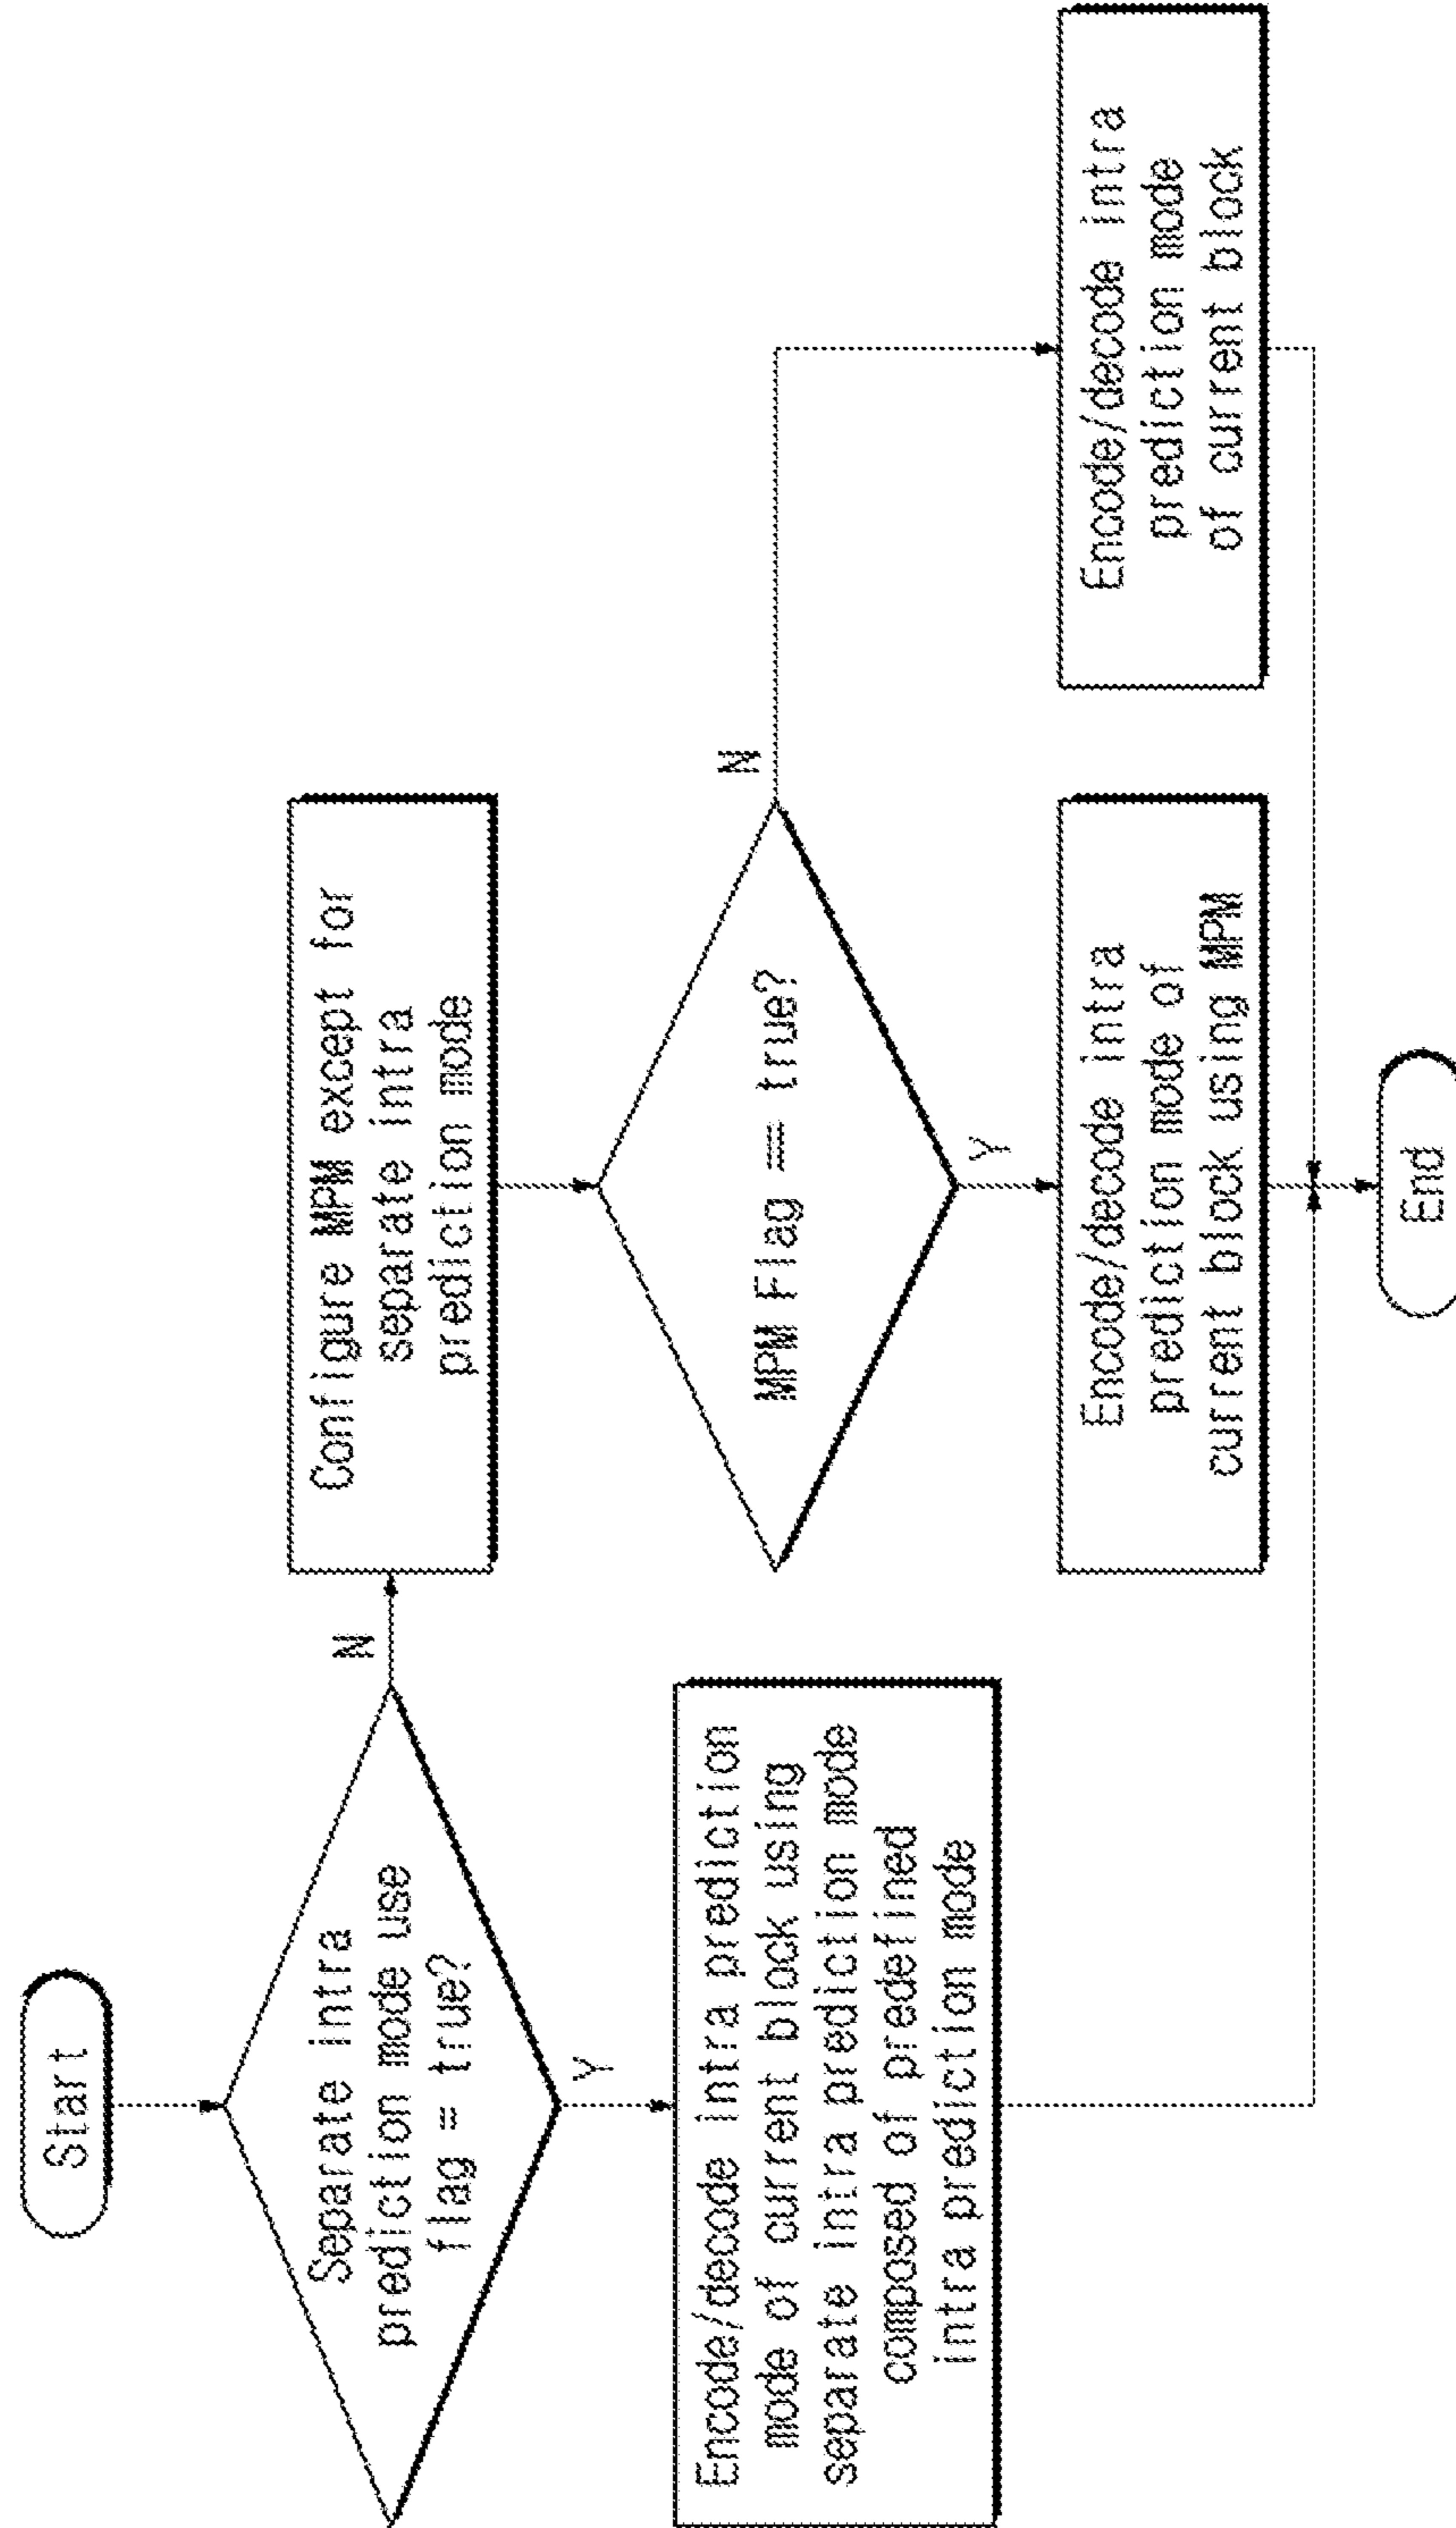 Start
Separate intra
prediction mode use
flag = true?
N
Y
Encode/decode intra prediction
mode of current block using
separate intra prediction mode
composed of predefined
intra prediction mode
Configure MPM except for
separate intra
prediction mode
MPM Flag == true?
N
Y
Encode/decode intra
prediction mode of
current block using MPM
Encode/decode intra
prediction mode
of current block
End